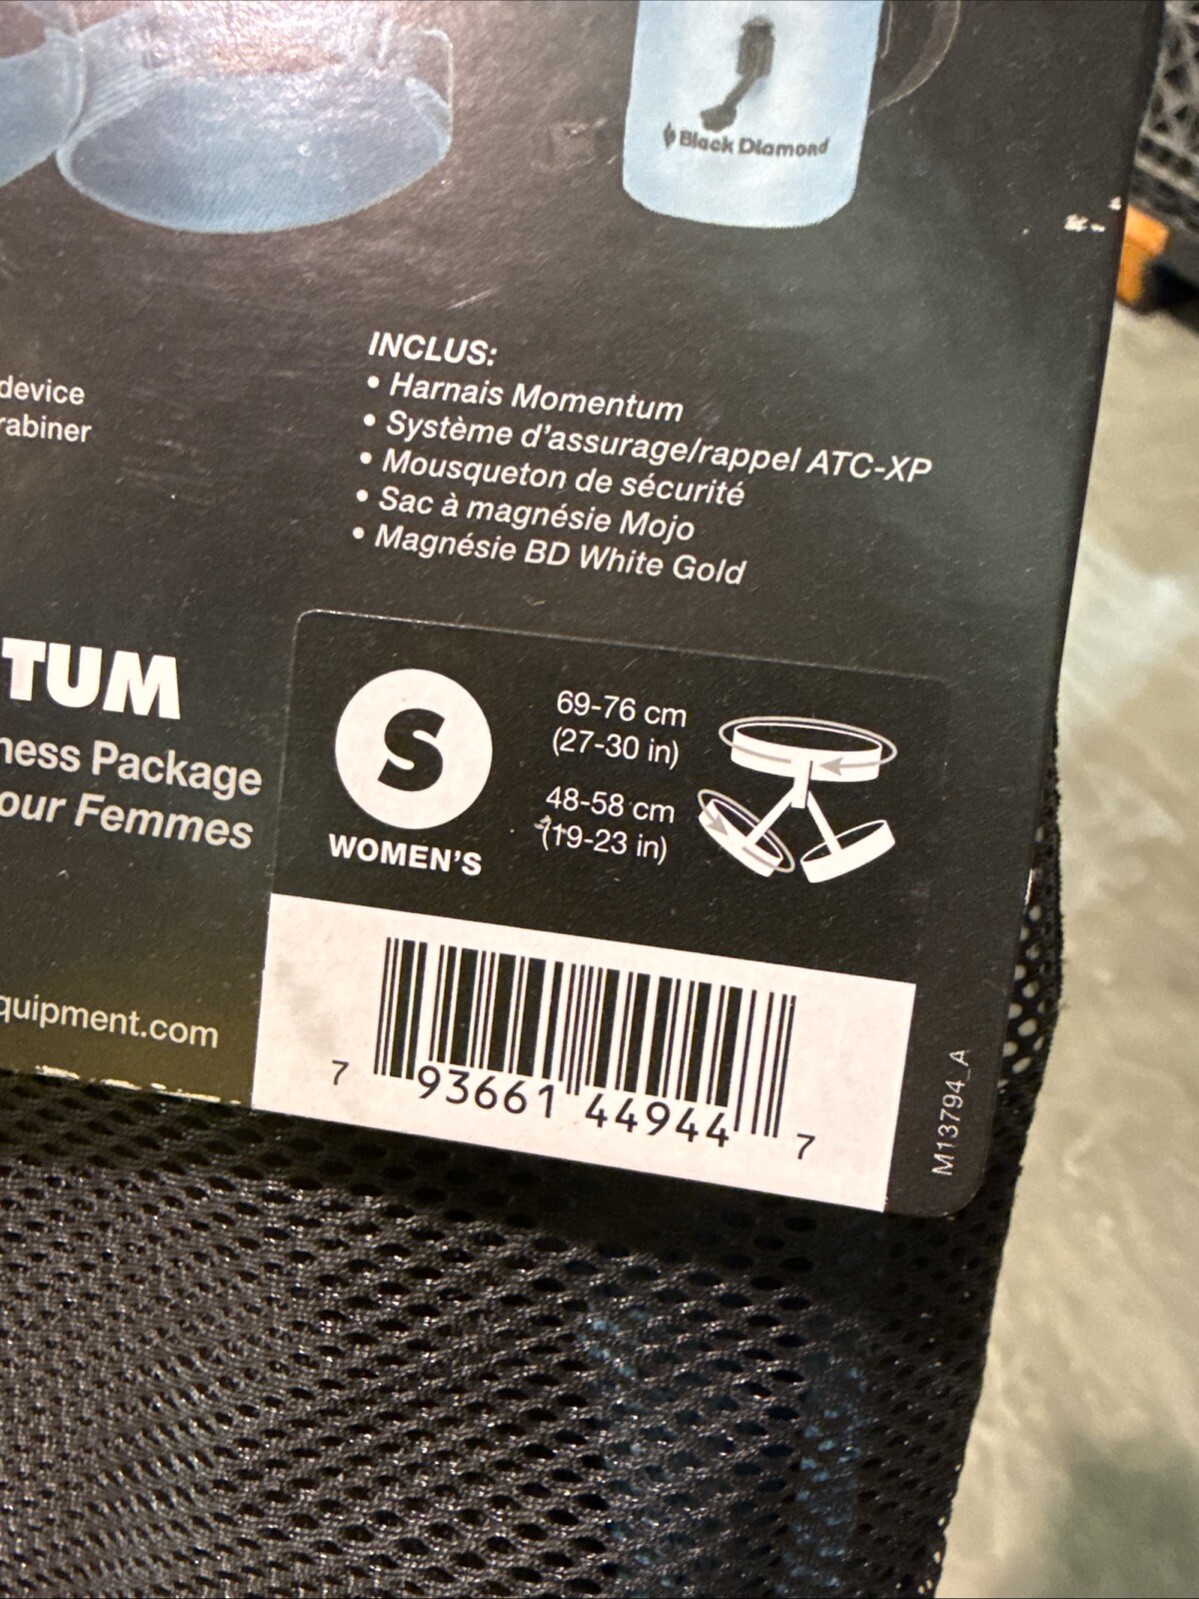 Black Diamond
device
rabiner
INCLUS:
• Harnais Momentum
• Système d'assurage/rappel ATC-XP
• Mousqueton de sécurité
• Sac à magnésie Mojo
• Magnésie BD White Gold
TUM
ness Package
our Femmes
S
WOMEN'S
69-76 cm
(27-30 in)
48-58 cm
(19-23 in)
quipment.com
7 93661 44944 7
M13794_A